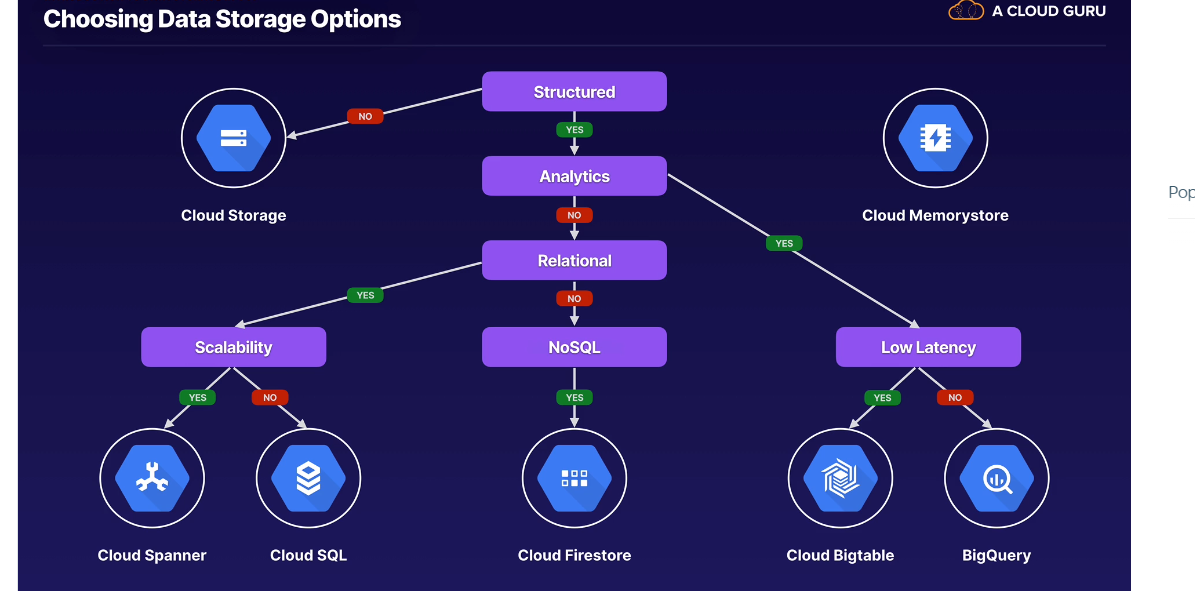 Choosing Data Storage Options
A CLOUD GURU
Structured
NO
YES
Analytics
Cloud Storage
Cloud Memorystore
NO
YES
Relational
YES
NO
Scalability
NoSQL
Low Latency
YES
NO
YES
YES
NO
Cloud Spanner
Cloud SQL
Cloud Firestore
Cloud Bigtable
BigQuery
Pop